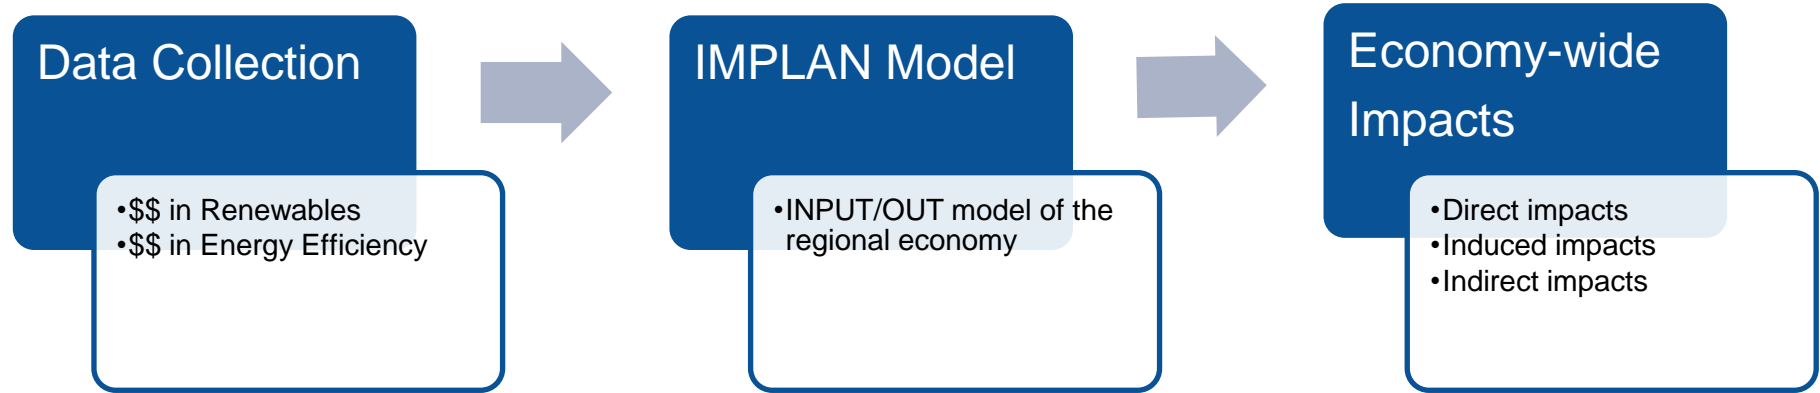 Data Collection
•$$ in Renewables
•$$ in Energy Efficiency
IMPLAN Model
•INPUT/OUT model of the
regional economy
Economy-wide
Impacts
•Direct impacts
•Induced impacts
•Indirect impacts